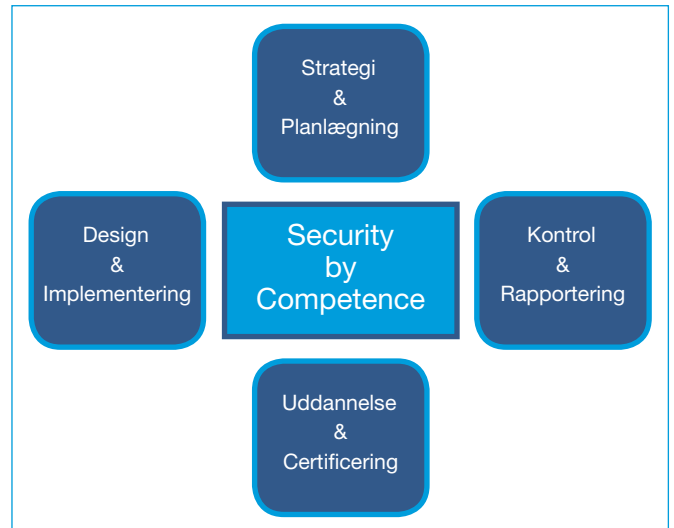 Strategi
&
Planlægning
Design
&
Implementering
Security
by
Competence
Kontrol
&
Rapportering
Uddannelse
&
Certificering